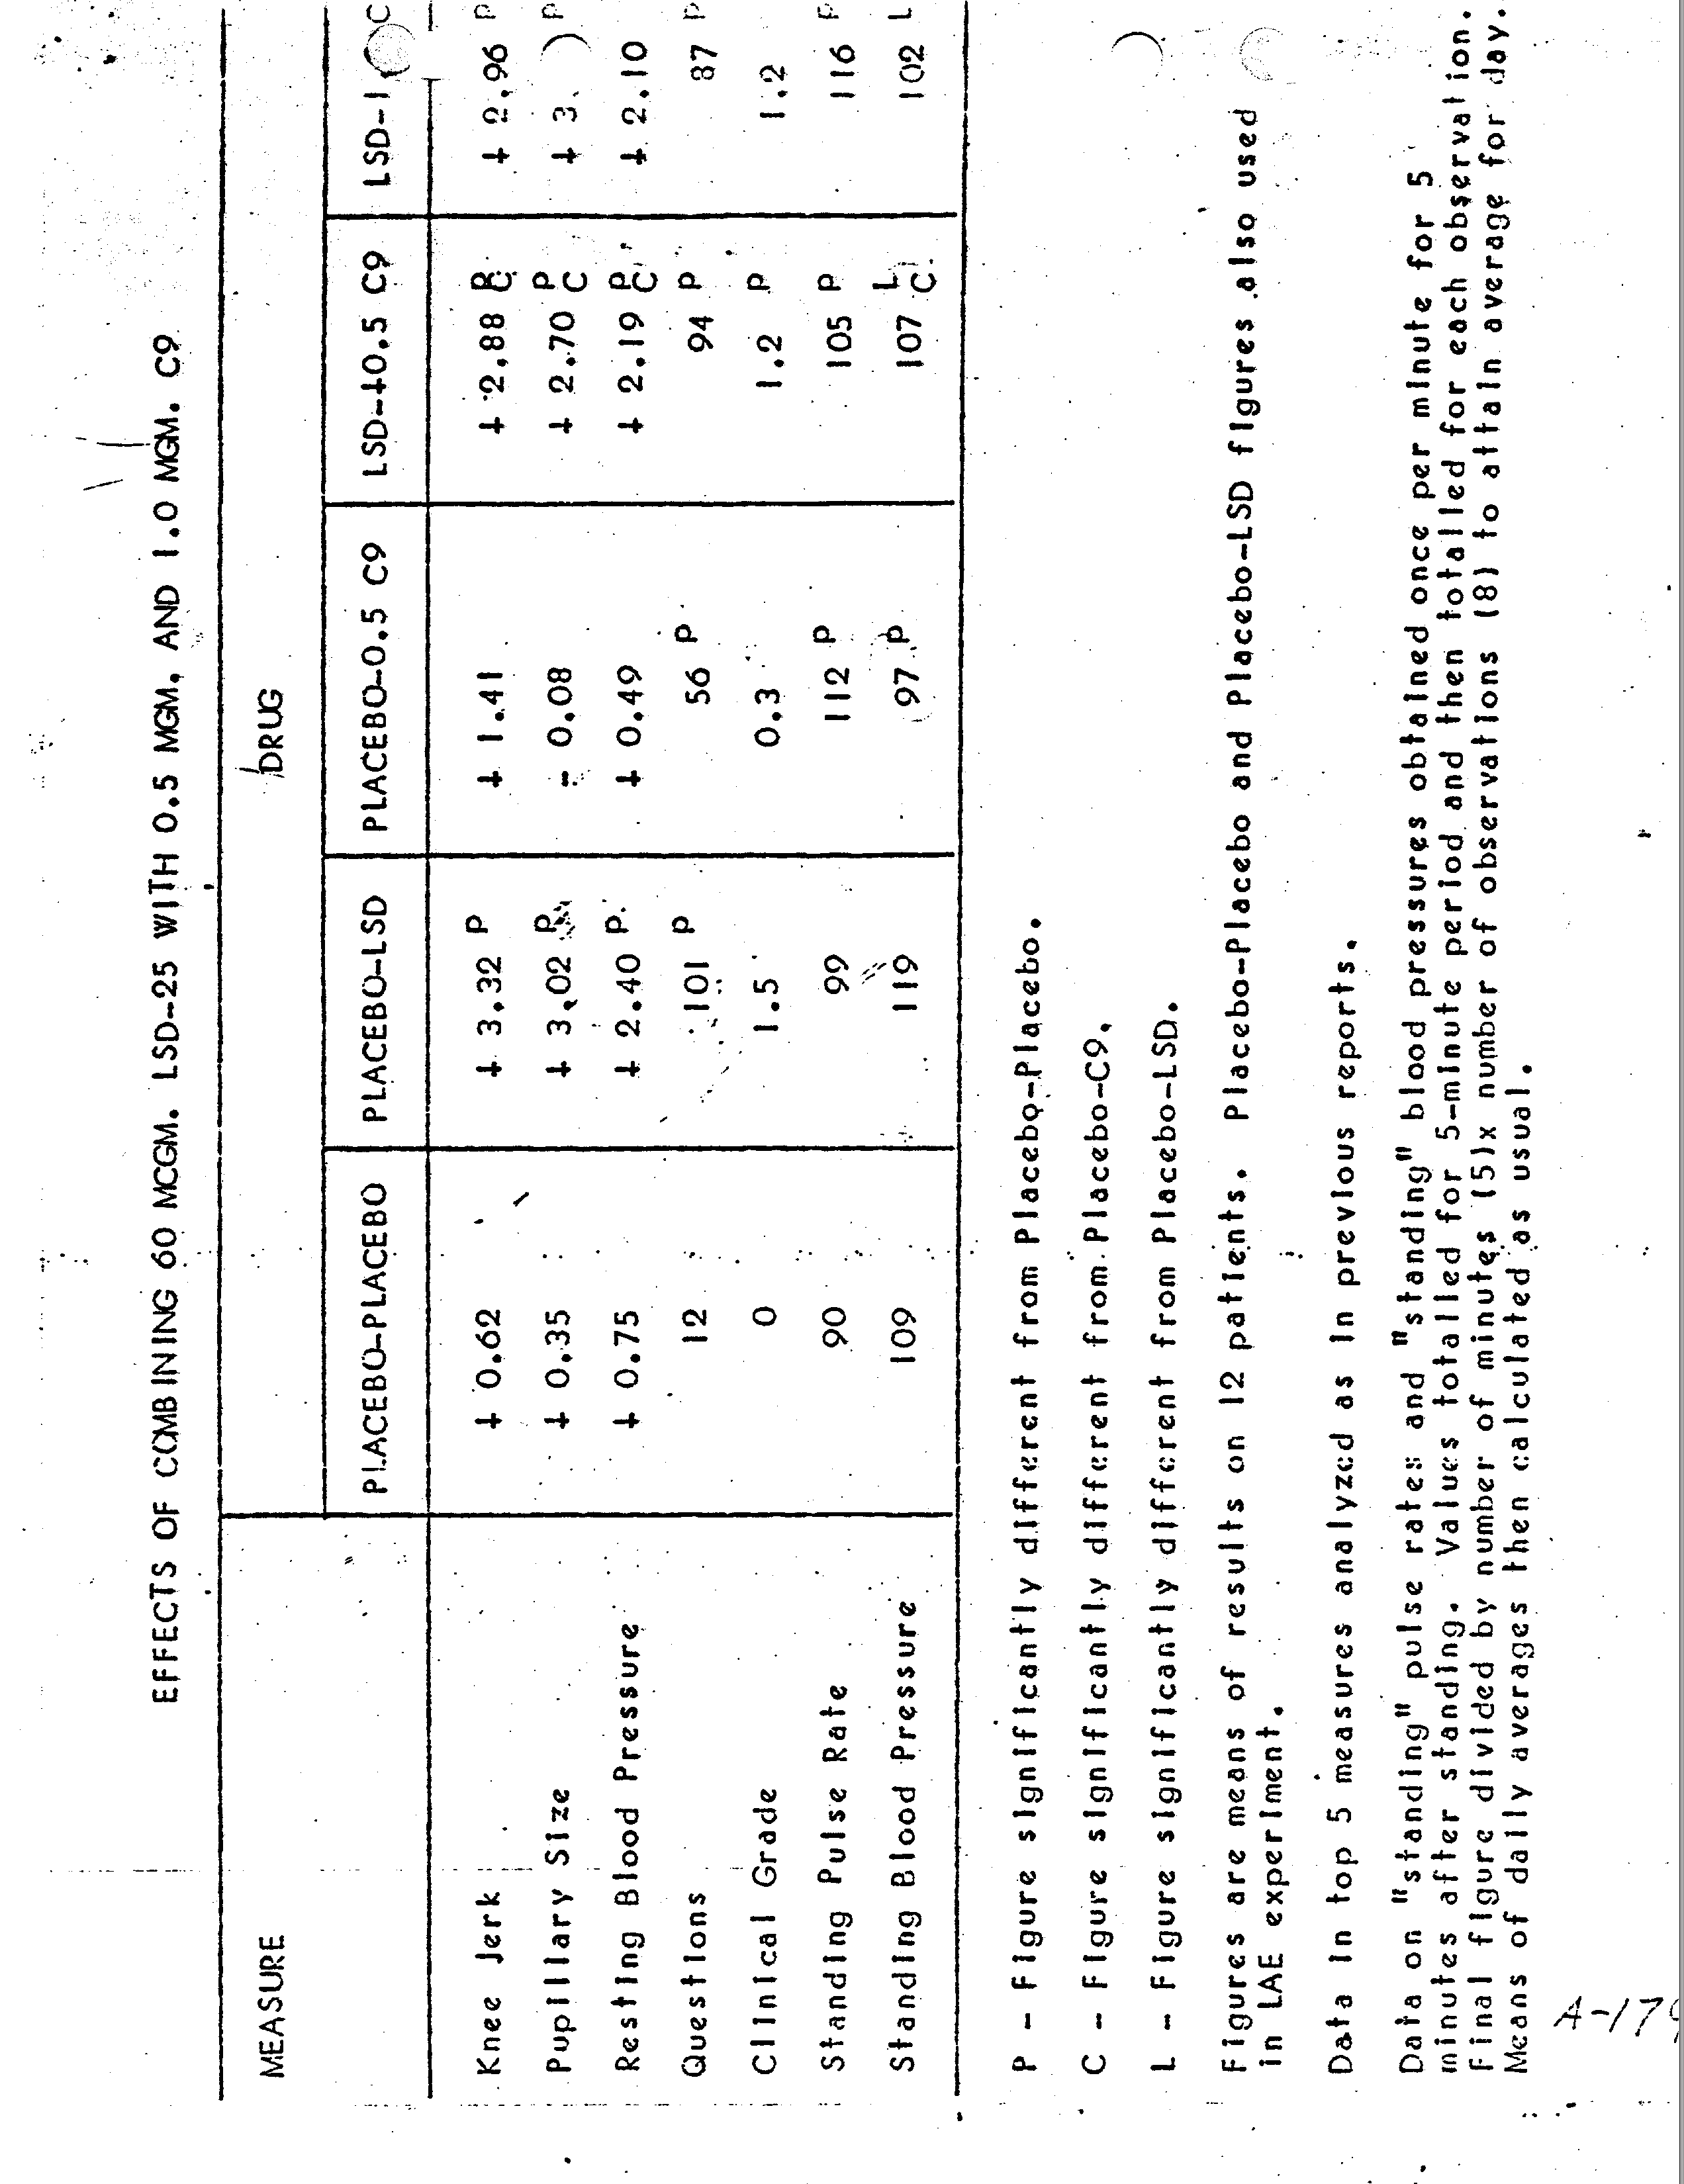 EFFECTS OF COMBINING 60 MCGM. LSD-25 WITH 0.5 MGM. AND 1.0 MGM. C9
MEASURE DRUG
PLACEBO-PLACEBO PLACEBO-LSD PLACEBO-0.5 C9 LSD-+0.5 C9 LSD-1 C
Knee Jerk + 0.62 + 3.32 P + 1.41 + 2.88 P C + 2.96 P
Pupillary Size + 0.35 + 3.02 P - 0.08 + 2.70 P C + 3. P
Resting Blood Pressure + 0.75 + 2.40 P + 0.49 + 2.19 P C + 2.10
Questions 12 101 P 56 P 94 P 87 P
Clinical Grade 0 1.5 0.3 1.2 P 1.2
Standing Pulse Rate 90 99 112 P 105 P 116 P
Standing Blood Pressure 109 119 97 P 107 L C 102 L
P - Figure significantly different from Placebo-Placebo.
C - Figure significantly different from Placebo-C9.
L - Figure significantly different from Placebo-LSD.
Figures are means of results on 12 patients. Placebo-Placebo and Placebo-LSD figures also used
in LAE experiment.
Data in top 5 measures analyzed as in previous reports.
Data on "standing" pulse rates and "standing" blood pressures obtained once per minute for 5
minutes after standing. Values totalled for 5-minute period and then totalled for each observation.
Final figure divided by number of minutes (5)x number of observations (8) to attain average for day.
Means of daily averages then calculated as usual.
A-179